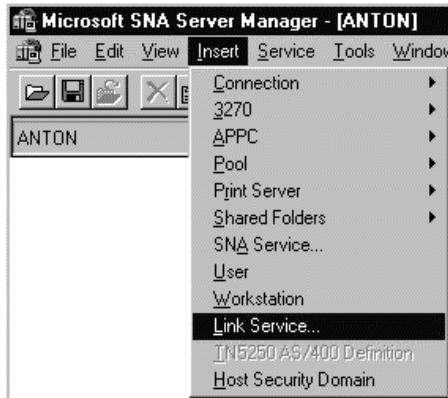 Microsoft SNA Server Manager - [ANTON]
File Edit View Insert Service Tools Window
ANTON
Connection
3270
APPC
Pool
Print Server
Shared Folders
SNA Service...
User
Workstation
Link Service...
TN5250 AS/400 Definition
Host Security Domain